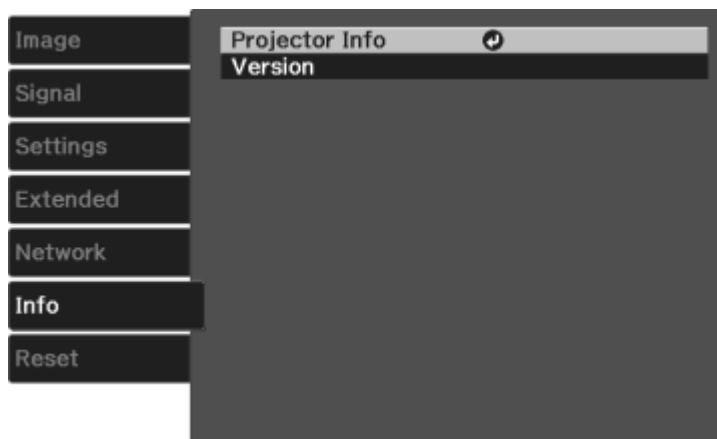 Image
Signal
Settings
Extended
Network
Info
Reset
Projector Info
Version